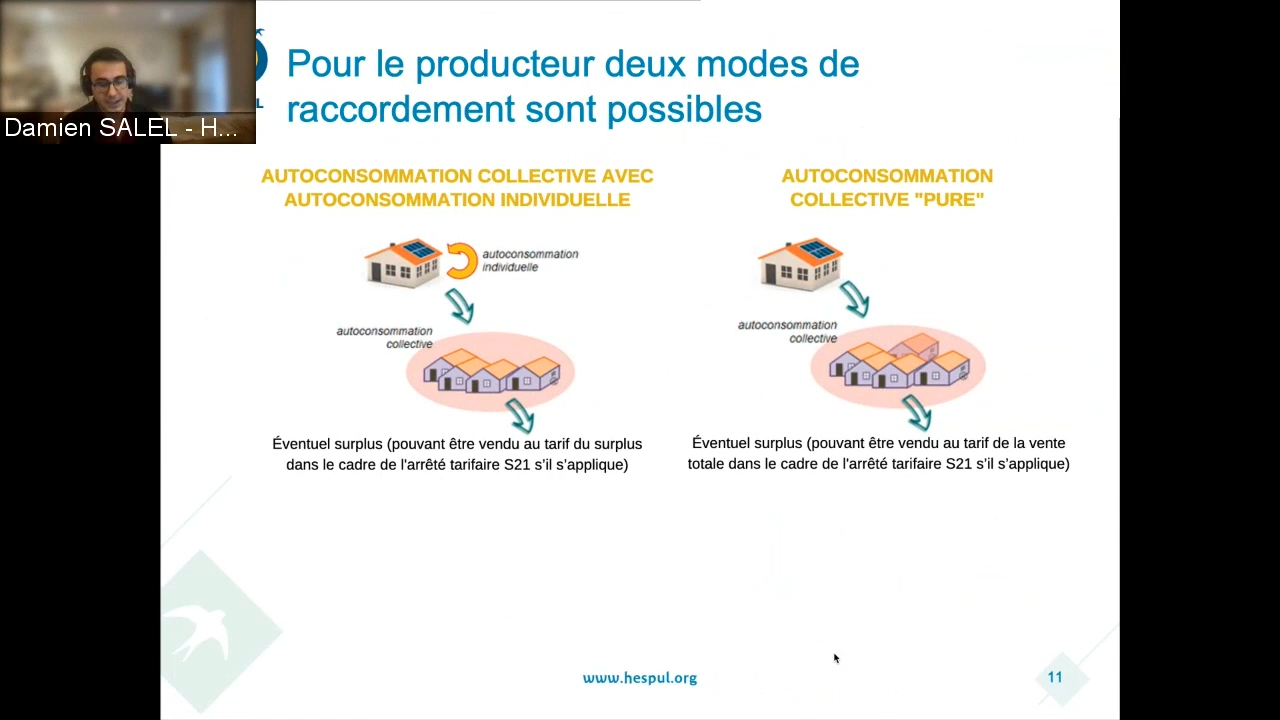 Pour le producteur deux modes de
raccordement sont possibles
L
Damien SALEL - H...
AUTOCONSOMMATION COLLECTIVE AVEC
AUTOCONSOMMATION INDIVIDUELLE
autoconsommation
individuelle
autoconsommation
collective
Éventuel surplus (pouvant être vendu au tarif du surplus
dans le cadre de l'arrêté tarifaire S21 s'il s'applique)
AUTOCONSOMMATION
COLLECTIVE "PURE"
autoconsommation
collective
Éventuel surplus (pouvant être vendu au tarif de la vente
totale dans le cadre de l'arrêté tarifaire S21 s'il s'applique)
www.hespul.org
11